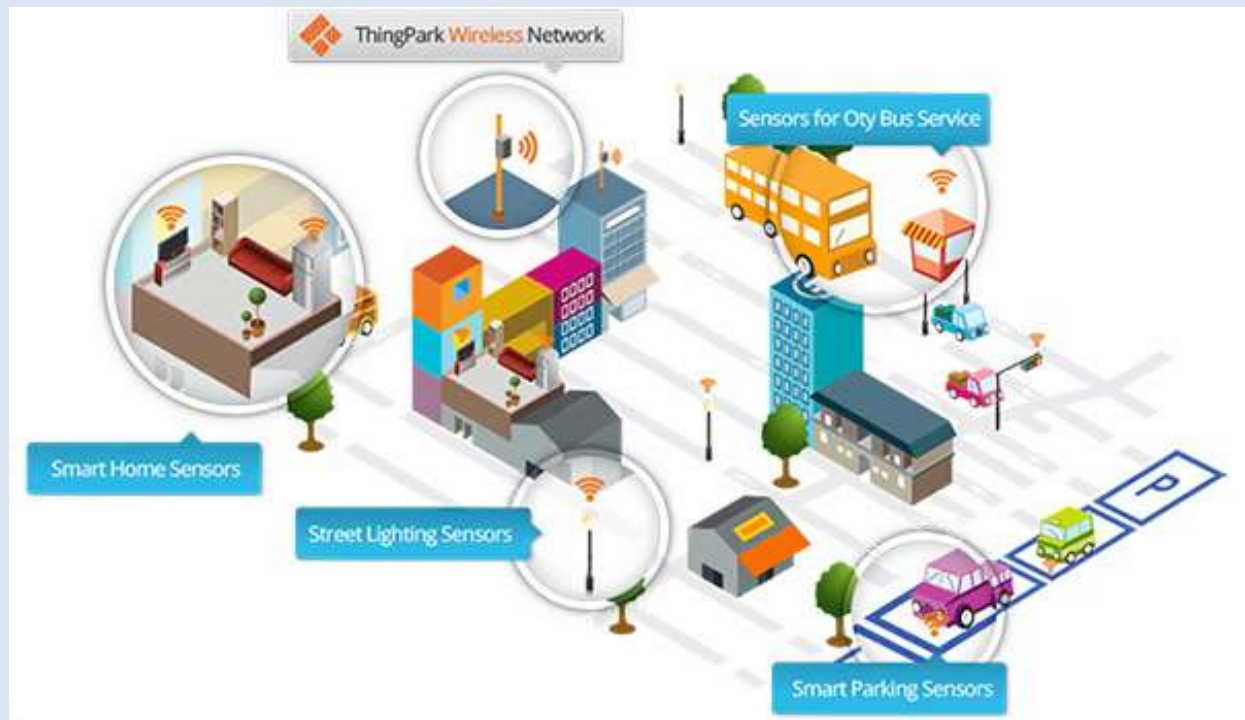 ThingPark Wireless Network
Sensors for Oty Bus Service
Smart Home Sensors
Street Lighting Sensors
P
Smart Parking Sensors